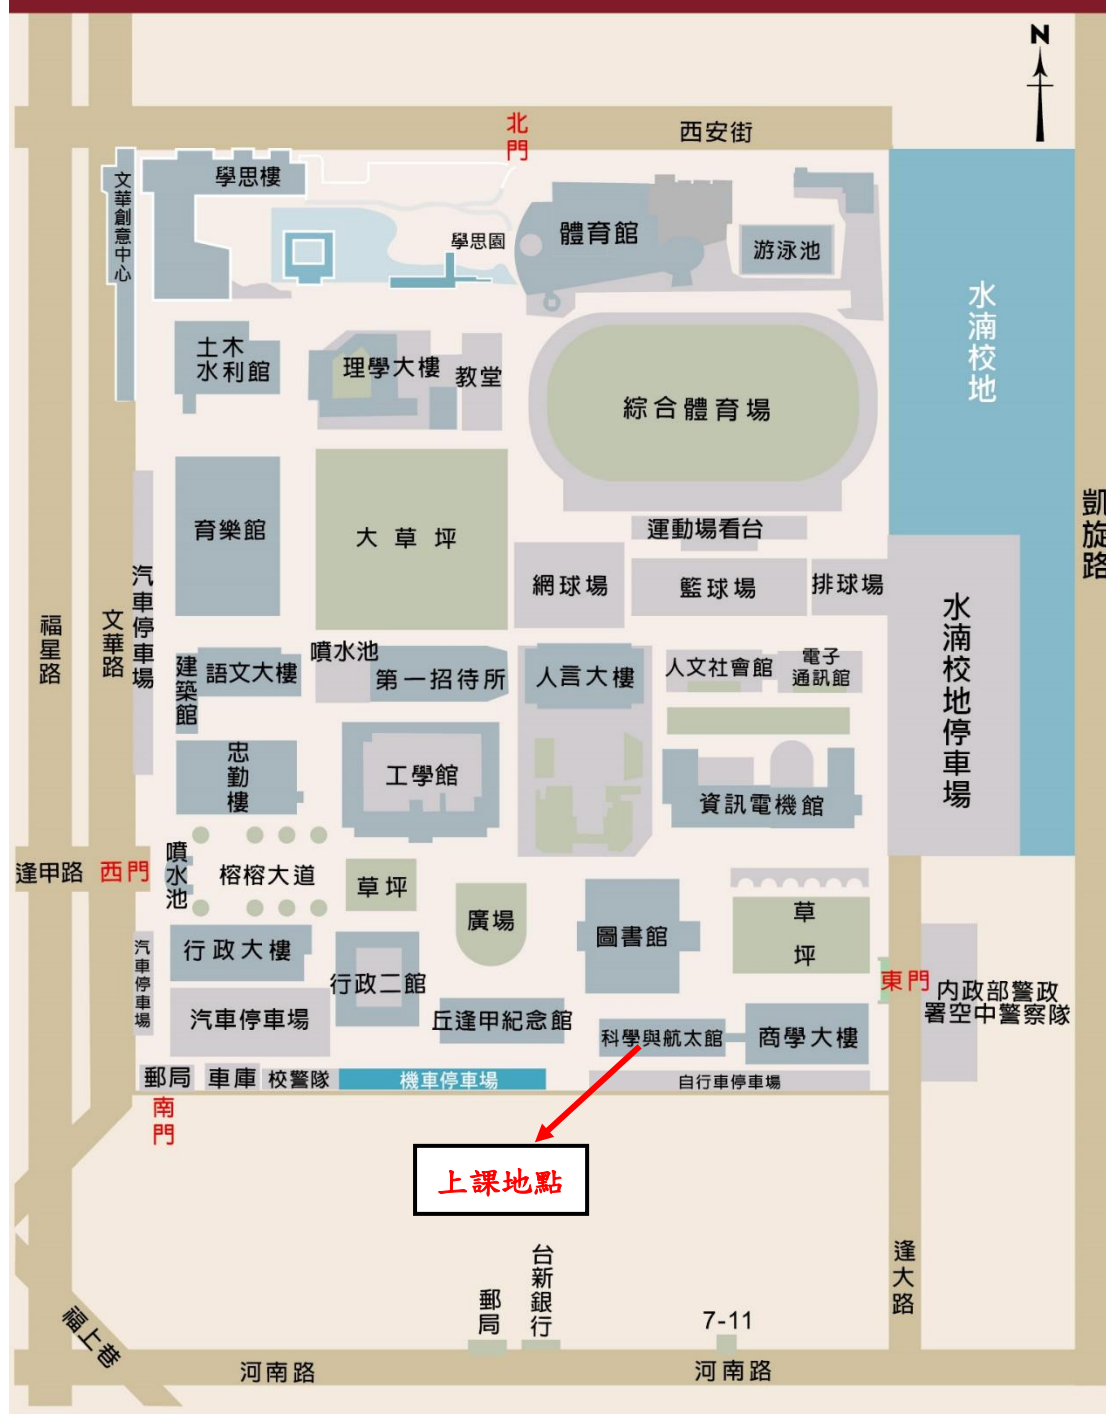 N
北門
西安街
學思樓
文華創意中心
學思園
體育館
游泳池
水湳校地
土木
水利館
理學大樓
教堂
綜合體育場
凱旋路
育樂館
大草坪
運動場看台
網球場
籃球場
排球場
汽車停車場
文華路
福星路
水湳校地停車場
建築館
語文大樓
噴水池
第一招待所
人言大樓
人文社會館
電子
通訊館
忠勤樓
工學館
資訊電機館
逢甲路
西門
噴水池
榕榕大道
草坪
廣場
圖書館
草坪
汽車停車場
行政大樓
行政二館
東門
內政部警政
署空中警察隊
汽車停車場
丘逢甲紀念館
科學與航太館
商學大樓
郵局
車庫
校警隊
機車停車場
自行車停車場
南門
上課地點
逢大路
郵局
台新銀行
7-11
福上巷
河南路
河南路